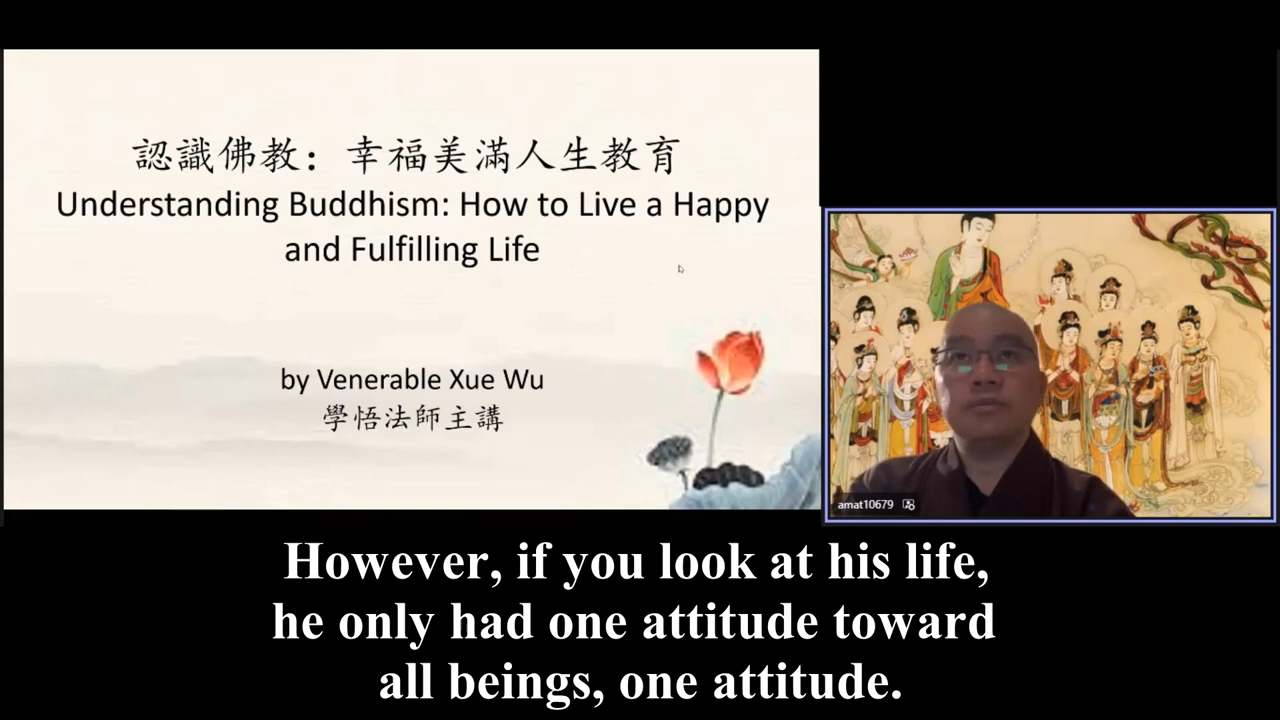 認識佛教：幸福美滿人生教育
Understanding Buddhism: How to Live a Happy
and Fulfilling Life
by Venerable Xue Wu
學悟法師主講
amat10679
However, if you look at his life,
he only had one attitude toward
all beings, one attitude.